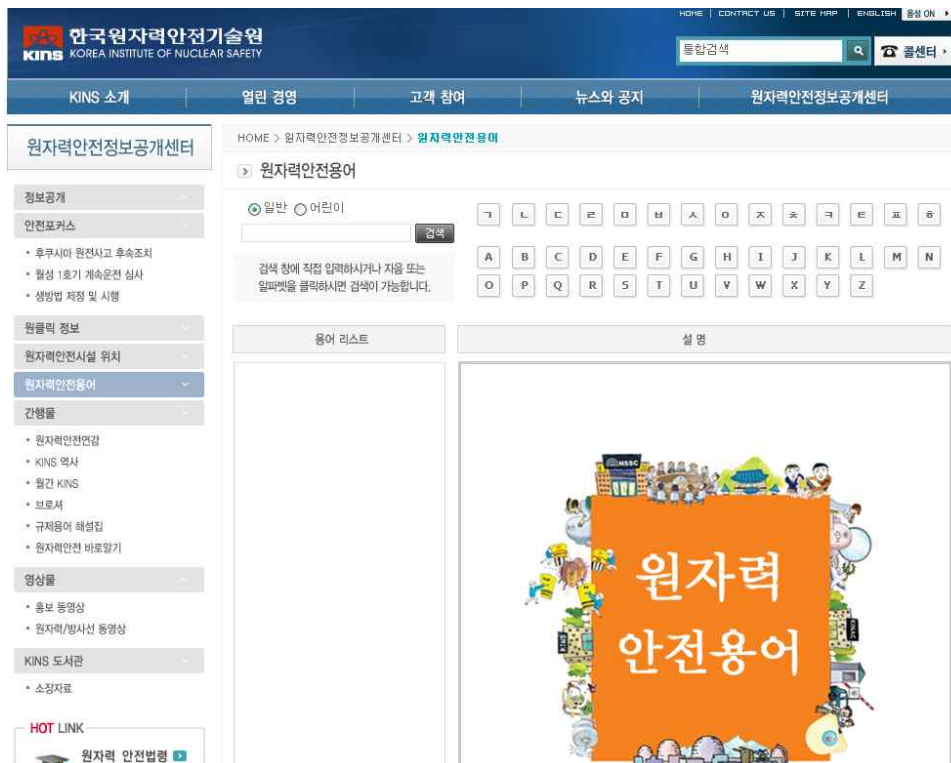 HOME | CONTACT US | SITE MAP | ENGLISH 음성 ON
KINS 한국원자력안전기술원
KOREA INSTITUTE OF NUCLEAR SAFETY
통합검색
콜센터
KINS 소개 열린 경영 고객 참여 뉴스와 공지 원자력안전정보공개센터
원자력안전정보공개센터
HOME > 원자력안전정보공개센터 > 원자력안전용어
원자력안전용어
정보공개
안전포커스
• 후쿠시마 원전사고 후속조치
• 월성 1호기 계속운전 심사
• 생방법 제정 및 시행
원클릭 정보
원자력안전시설 위치
원자력안전용어
간행물
• 원자력안전연감
• KINS 역사
• 월간 KINS
• 브로셔
• 규제용어 해설집
• 원자력안전 바로알기
영상물
• 홍보 동영상
• 원자력/방사선 동영상
KINS 도서관
• 소장자료
HOT LINK
원자력 안전법령
일반 어린이
검색
검색 창에 직접 입력하시거나 자음 또는
알파벳을 클릭하시면 검색이 가능합니다.
ㄱ ㄴ ㄷ ㄹ ㅁ ㅂ ㅅ ㅇ ㅈ ㅊ ㅋ ㅌ ㅍ ㅎ
A B C D E F G H I J K L M N
O P Q R S T U V W X Y Z
용어 리스트
설 명
NSSC
원자력
안전용어